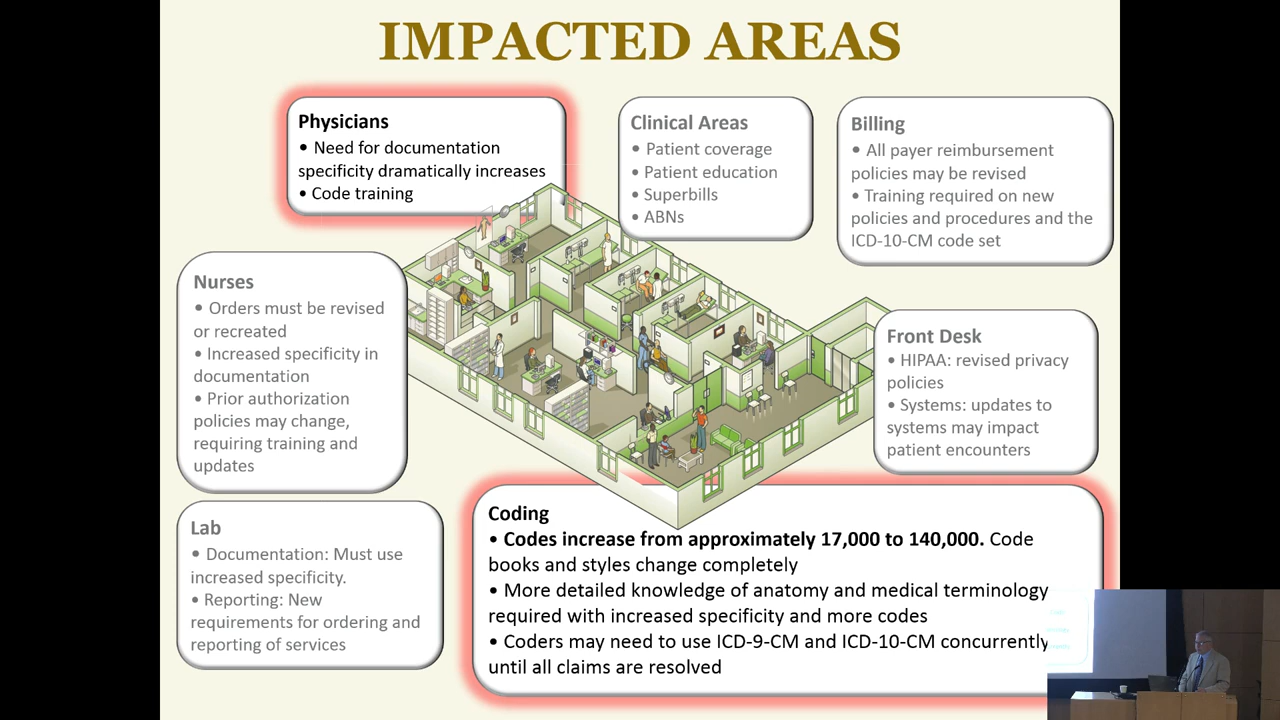 IMPACTED AREAS
Physicians
• Need for documentation
specificity dramatically increases
• Code training
Clinical Areas
• Patient coverage
• Patient education
• Superbills
• ABNs
Billing
• All payer reimbursement
policies may be revised
• Training required on new
policies and procedures and the
ICD-10-CM code set
Nurses
• Orders must be revised
or recreated
• Increased specificity in
documentation
• Prior authorization
policies may change,
requiring training and
updates
Front Desk
• HIPAA: revised privacy
policies
• Systems: updates to
systems may impact
patient encounters
Lab
• Documentation: Must use
increased specificity.
• Reporting: New
requirements for ordering and
reporting of services
Coding
• Codes increase from approximately 17,000 to 140,000. Code
books and styles change completely
• More detailed knowledge of anatomy and medical terminology
required with increased specificity and more codes
• Coders may need to use ICD-9-CM and ICD-10-CM concurrently
until all claims are resolved